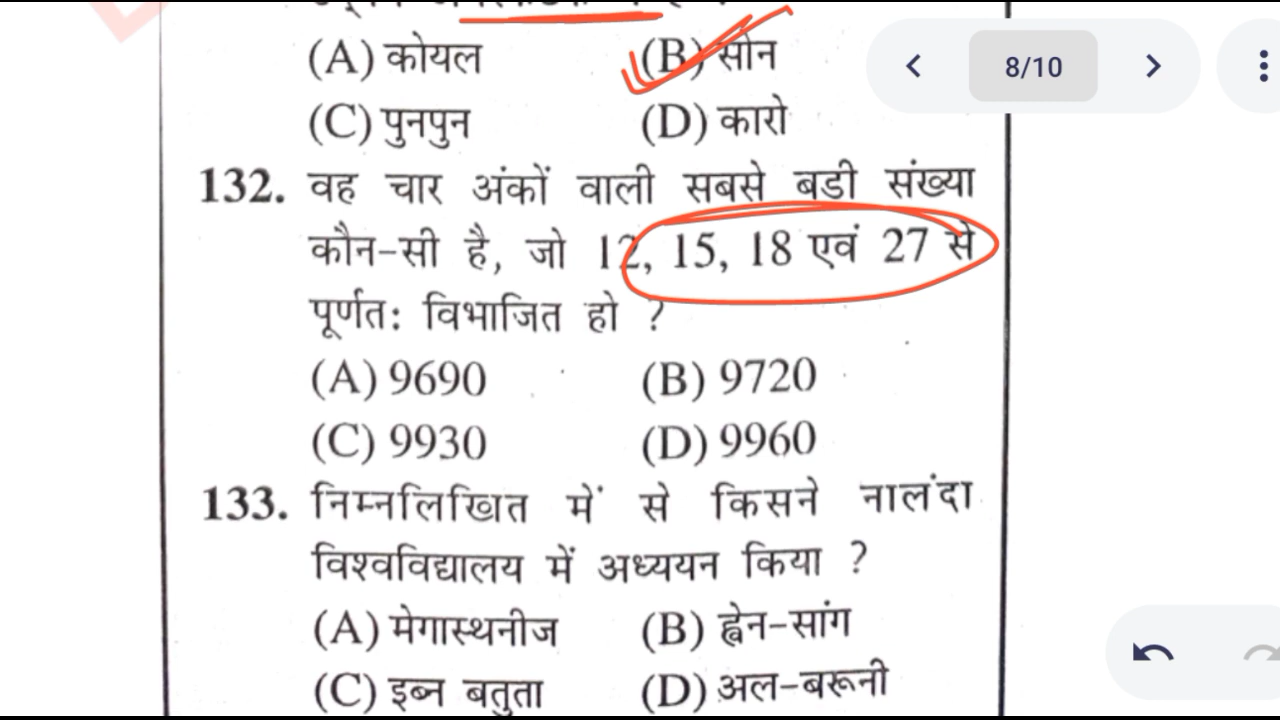 (A) कोयल (B) सोन
(C) पुनपुन (D) कारो
8/10
132. वह चार अंकों वाली सबसे बडी संख्या
कौन-सी है, जो 12, 15, 18 एवं 27 से
पूर्णतः विभाजित हो ?
(A) 9690 (B) 9720
(C) 9930 (D) 9960
133. निम्नलिखित में से किसने नालंदा
विश्वविद्यालय में अध्ययन किया ?
(A) मेगास्थनीज (B) ह्वेन-सांग
(C) इब्न बतुता (D) अल-बरूनी